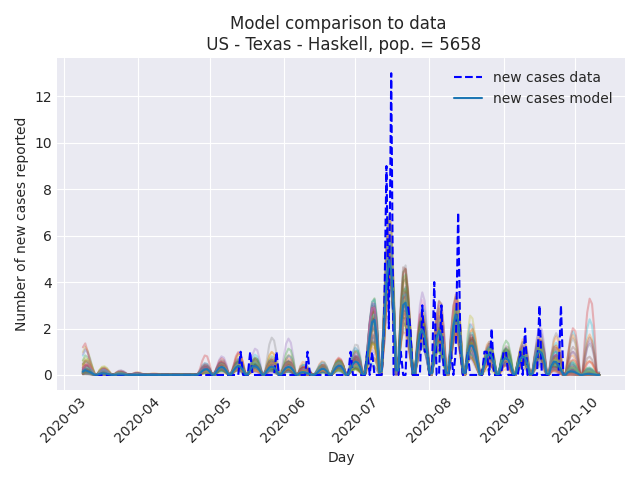 Model comparison to data
US - Texas - Haskell, pop. = 5658
new cases data
new cases model
Number of new cases reported
12
10
8
6
4
2
0
2020-03
2020-04
2020-05
2020-06
2020-07
2020-08
2020-09
2020-10
Day